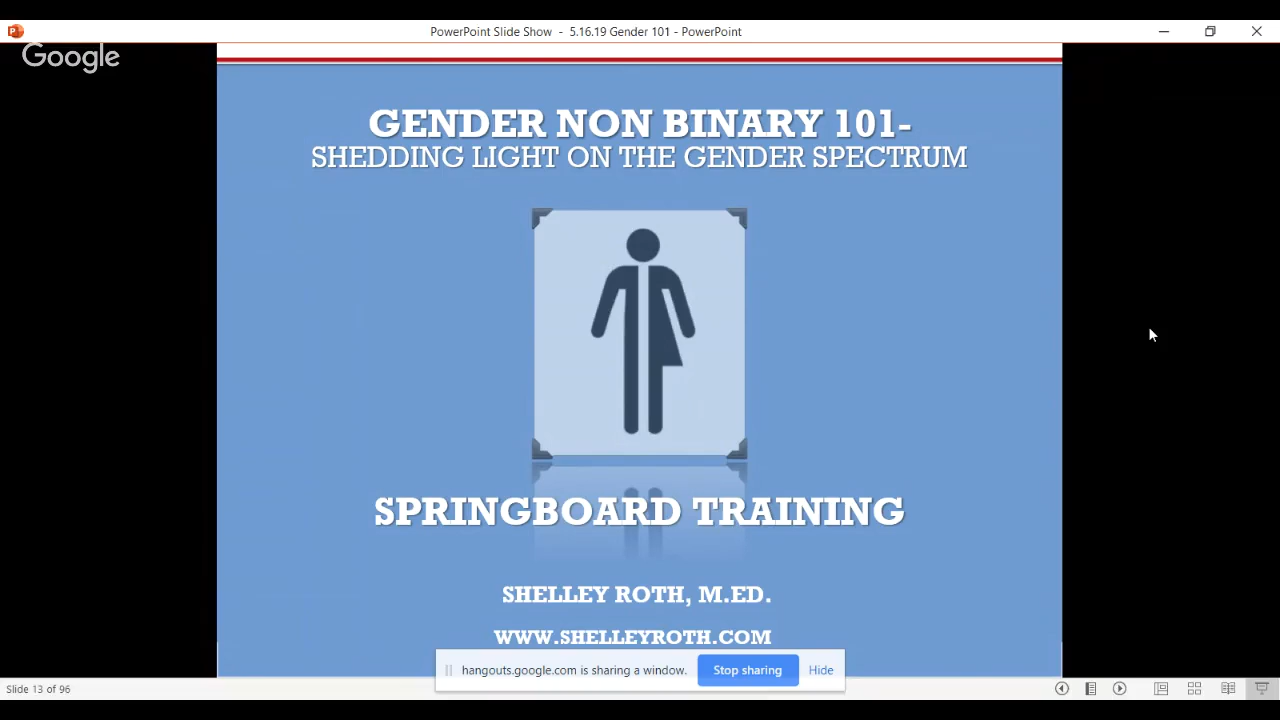 PowerPoint Slide Show - 5.16.19 Gender 101 - PowerPoint
Google
GENDER NON BINARY 101-
SHEDDING LIGHT ON THE GENDER SPECTRUM
SPRINGBOARD TRAINING
SHELLEY ROTH, M.ED.
WWW.SHELLEYROTH.COM
hangouts.google.com is sharing a window. Stop sharing Hide
Slide 13 of 96